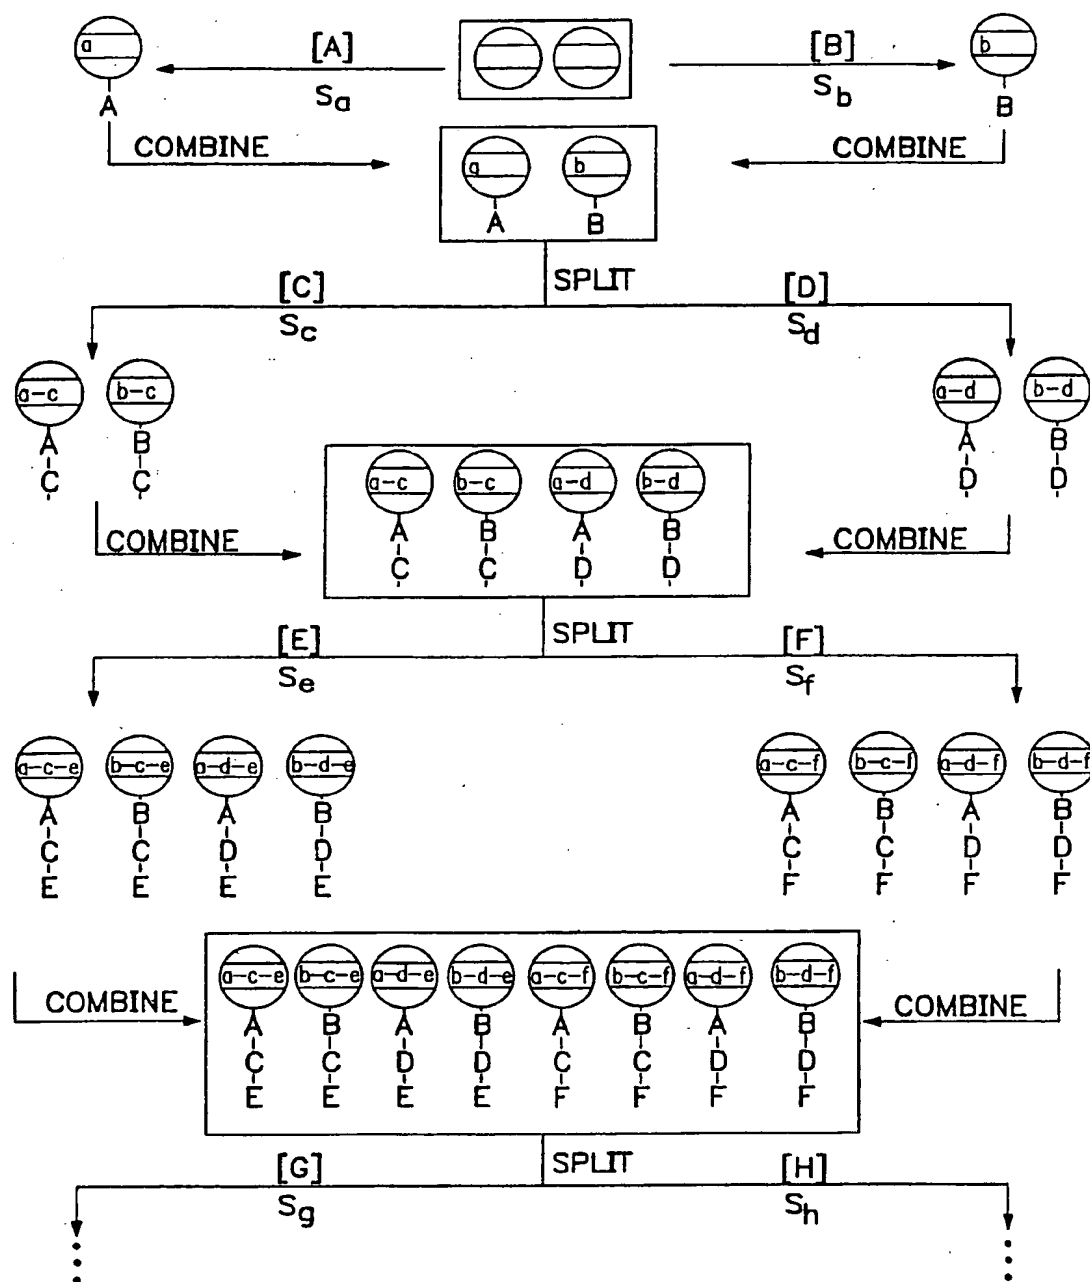 a [A] [B] b
Sa Sb
A B
COMBINE COMBINE
a b
A B
SPLIT
[C] [D]
Sc Sd
a-c b-c a-d b-d
A B A B
C C D D
a-c b-c a-d b-d
A B A B
C C D D
COMBINE COMBINE
SPLIT
[E] [F]
Se Sf
a-c-e b-c-e a-d-e b-d-e a-c-f b-c-f a-d-f b-d-f
A B A B A B A B
C C D D C C D D
E E E E F F F F
a-c-e b-c-e a-d-e b-d-e a-c-f b-c-f a-d-f b-d-f
COMBINE COMBINE
A B A B A B A B
C C D D C C D D
E E E E F F F F
SPLIT
[G] [H]
Sg Sh